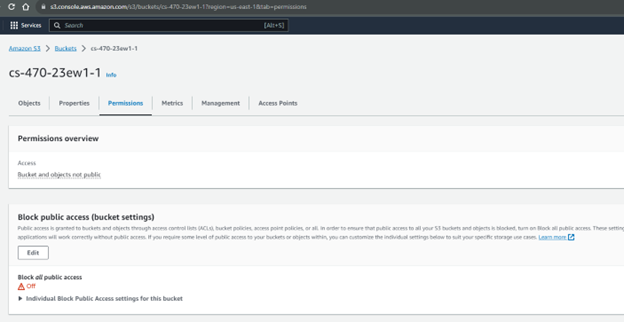 s3.console.aws.amazon.com/s3/buckets/cs-470-23ew1-1?region=us-east-1&tab=permissions
Services
Search
[Alt+S]
Amazon S3 > Buckets > cs-470-23ew1-1
cs-470-23ew1-1 Info
Objects Properties Permissions Metrics Management Access Points
Permissions overview
Access
Bucket and objects not public
Block public access (bucket settings)
Public access is granted to buckets and objects through access control lists (ACLs), bucket policies, access point policies, or all. In order to ensure that public access to all your S3 buckets and objects is blocked, turn on Block all public access. These setting
applications will work correctly without public access. If you require some level of public access to your buckets or objects within, you can customize the individual settings below to suit your specific storage use cases. Learn more
Edit
Block all public access
Off
Individual Block Public Access settings for this bucket